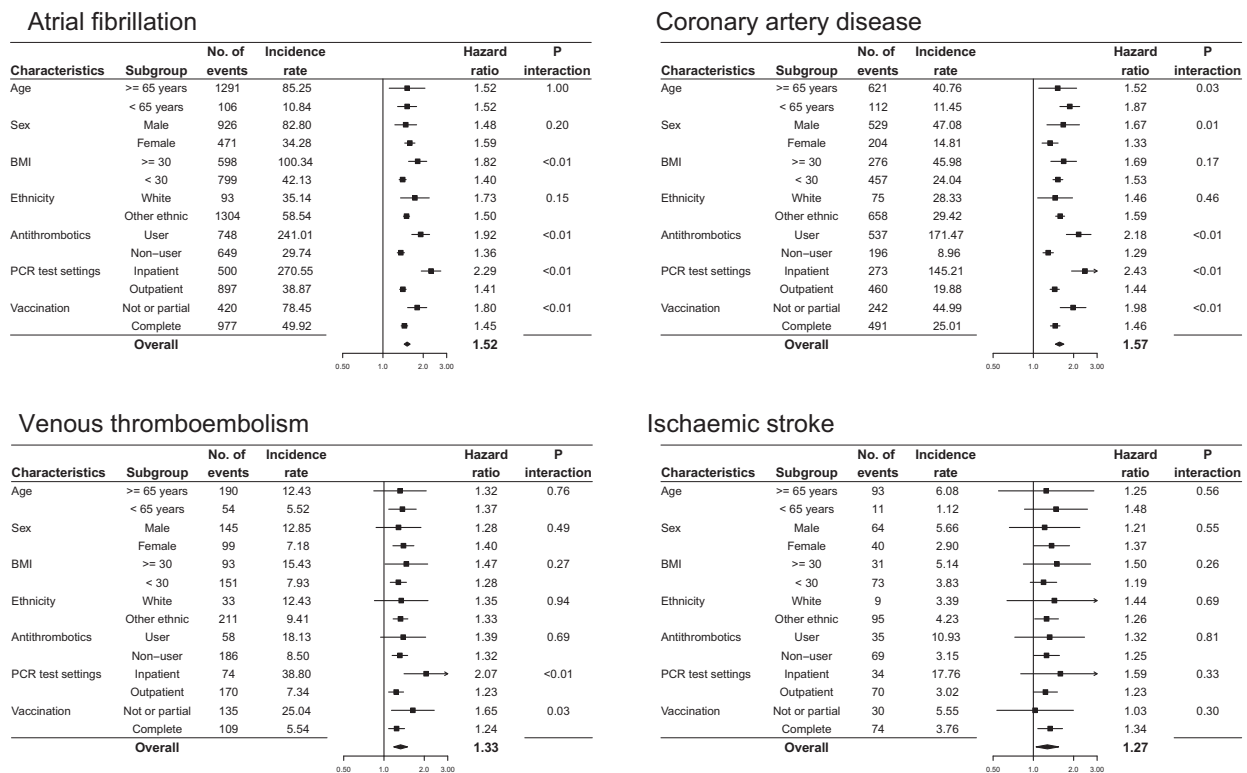 Atrial fibrillation
No. of Incidence Hazard P
Characteristics Subgroup events rate ratio interaction
Age >= 65 years 1291 85.25 1.52 1.00
< 65 years 106 10.84 1.52
Sex Male 926 82.80 1.48 0.20
Female 471 34.28 1.59
BMI >= 30 598 100.34 1.82 <0.01
< 30 799 42.13 1.40
Ethnicity White 93 35.14 1.73 0.15
Other ethnic 1304 58.54 1.50
Antithrombotics User 748 241.01 1.92 <0.01
Non−user 649 29.74 1.36
PCR test settings Inpatient 500 270.55 2.29 <0.01
Outpatient 897 38.87 1.41
Vaccination Not or partial 420 78.45 1.80 <0.01
Complete 977 49.92 1.45
Overall 1.52
0.50 1.0 2.0 3.00
Coronary artery disease
No. of Incidence Hazard P
Characteristics Subgroup events rate ratio interaction
Age >= 65 years 621 40.76 1.52 0.03
< 65 years 112 11.45 1.87
Sex Male 529 47.08 1.67 0.01
Female 204 14.81 1.33
BMI >= 30 276 45.98 1.69 0.17
< 30 457 24.04 1.53
Ethnicity White 75 28.33 1.46 0.46
Other ethnic 658 29.42 1.59
Antithrombotics User 537 171.47 2.18 <0.01
Non−user 196 8.96 1.29
PCR test settings Inpatient 273 145.21 2.43 <0.01
Outpatient 460 19.88 1.44
Vaccination Not or partial 242 44.99 1.98 <0.01
Complete 491 25.01 1.46
Overall 1.57
0.50 1.0 2.0 3.00
Venous thromboembolism
No. of Incidence Hazard P
Characteristics Subgroup events rate ratio interaction
Age >= 65 years 190 12.43 1.32 0.76
< 65 years 54 5.52 1.37
Sex Male 145 12.85 1.28 0.49
Female 99 7.18 1.40
BMI >= 30 93 15.43 1.47 0.27
< 30 151 7.93 1.28
Ethnicity White 33 12.43 1.35 0.94
Other ethnic 211 9.41 1.33
Antithrombotics User 58 18.13 1.39 0.69
Non−user 186 8.50 1.32
PCR test settings Inpatient 74 38.80 2.07 <0.01
Outpatient 170 7.34 1.23
Vaccination Not or partial 135 25.04 1.65 0.03
Complete 109 5.54 1.24
Overall 1.33
0.50 1.0 2.0 3.00
Ischaemic stroke
No. of Incidence Hazard P
Characteristics Subgroup events rate ratio interaction
Age >= 65 years 93 6.08 1.25 0.56
< 65 years 11 1.12 1.48
Sex Male 64 5.66 1.21 0.55
Female 40 2.90 1.37
BMI >= 30 31 5.14 1.50 0.26
< 30 73 3.83 1.19
Ethnicity White 9 3.39 1.44 0.69
Other ethnic 95 4.23 1.26
Antithrombotics User 35 10.93 1.32 0.81
Non−user 69 3.15 1.25
PCR test settings Inpatient 34 17.76 1.59 0.33
Outpatient 70 3.02 1.23
Vaccination Not or partial 30 5.55 1.03 0.30
Complete 74 3.76 1.34
Overall 1.27
0.50 1.0 2.0 3.00